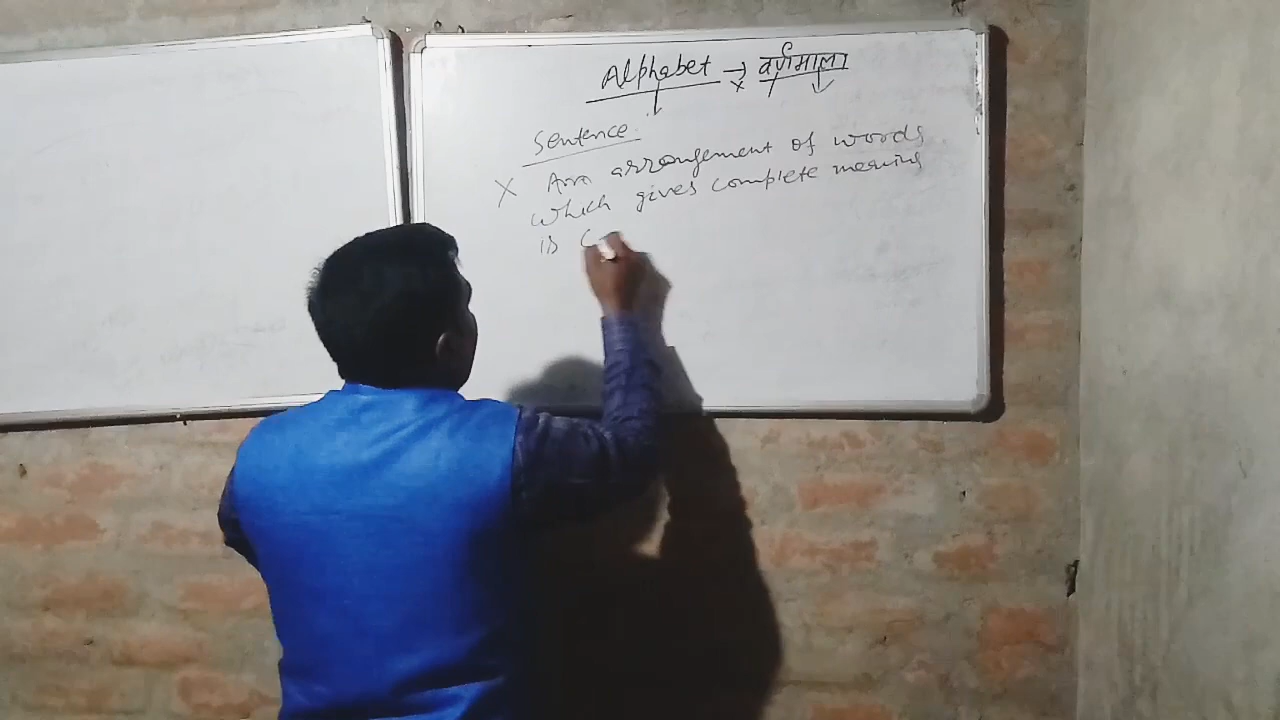 Alphabet → वर्णमाला
Sentence.
X An arrangement of words
which gives complete meaning
is